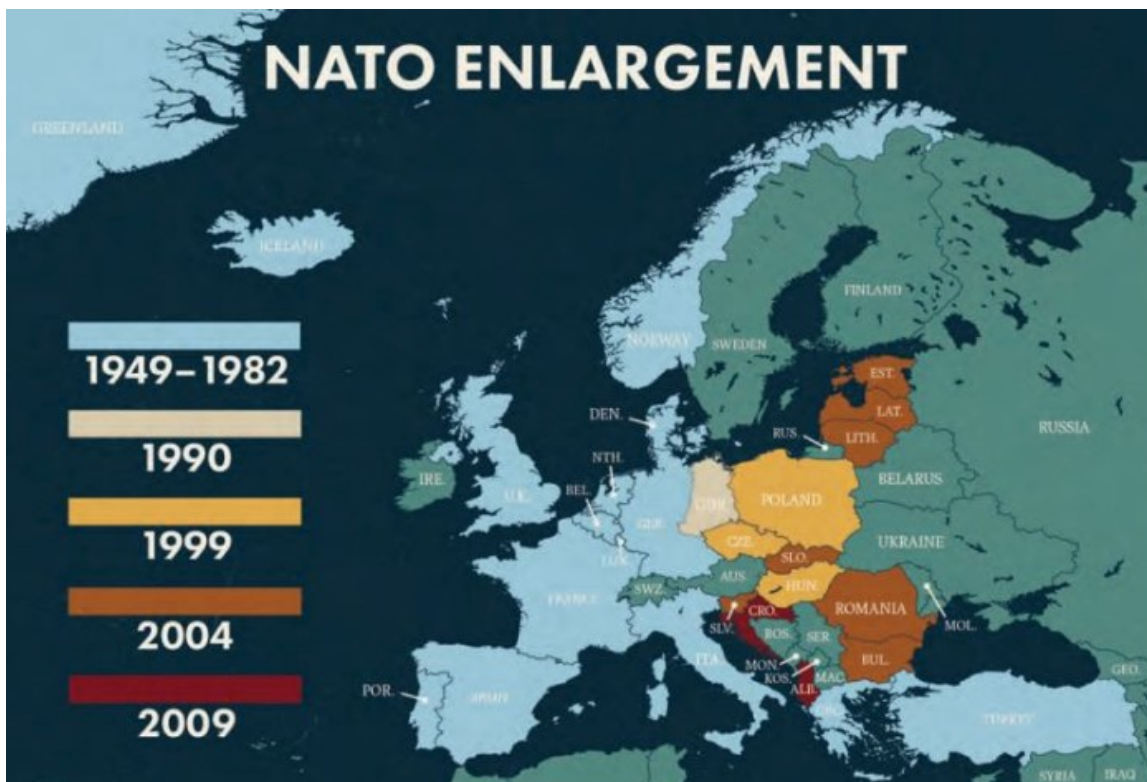 NATO ENLARGEMENT
GREENLAND
ICELAND
FINLAND
NORWAY
SWEDEN
1949–1982
EST.
DEN.
LAT.
RUSSIA
RUS.
LITH.
1990
NTH.
IRE.
BEL.
U.K.
BELARUS
POLAND
GER.
1999
CZE.
UKRAINE
SLO.
LUX.
AUS.
SWZ.
HUN.
FRANCE
ROMANIA
2004
CRO.
SLV.
MOL.
BOS.
SER
ITA.
BUL.
MON.
KOS.
MAC.
GEO.
ALB.
POR.
SPAIN
2009
SYRIA
IRAQ